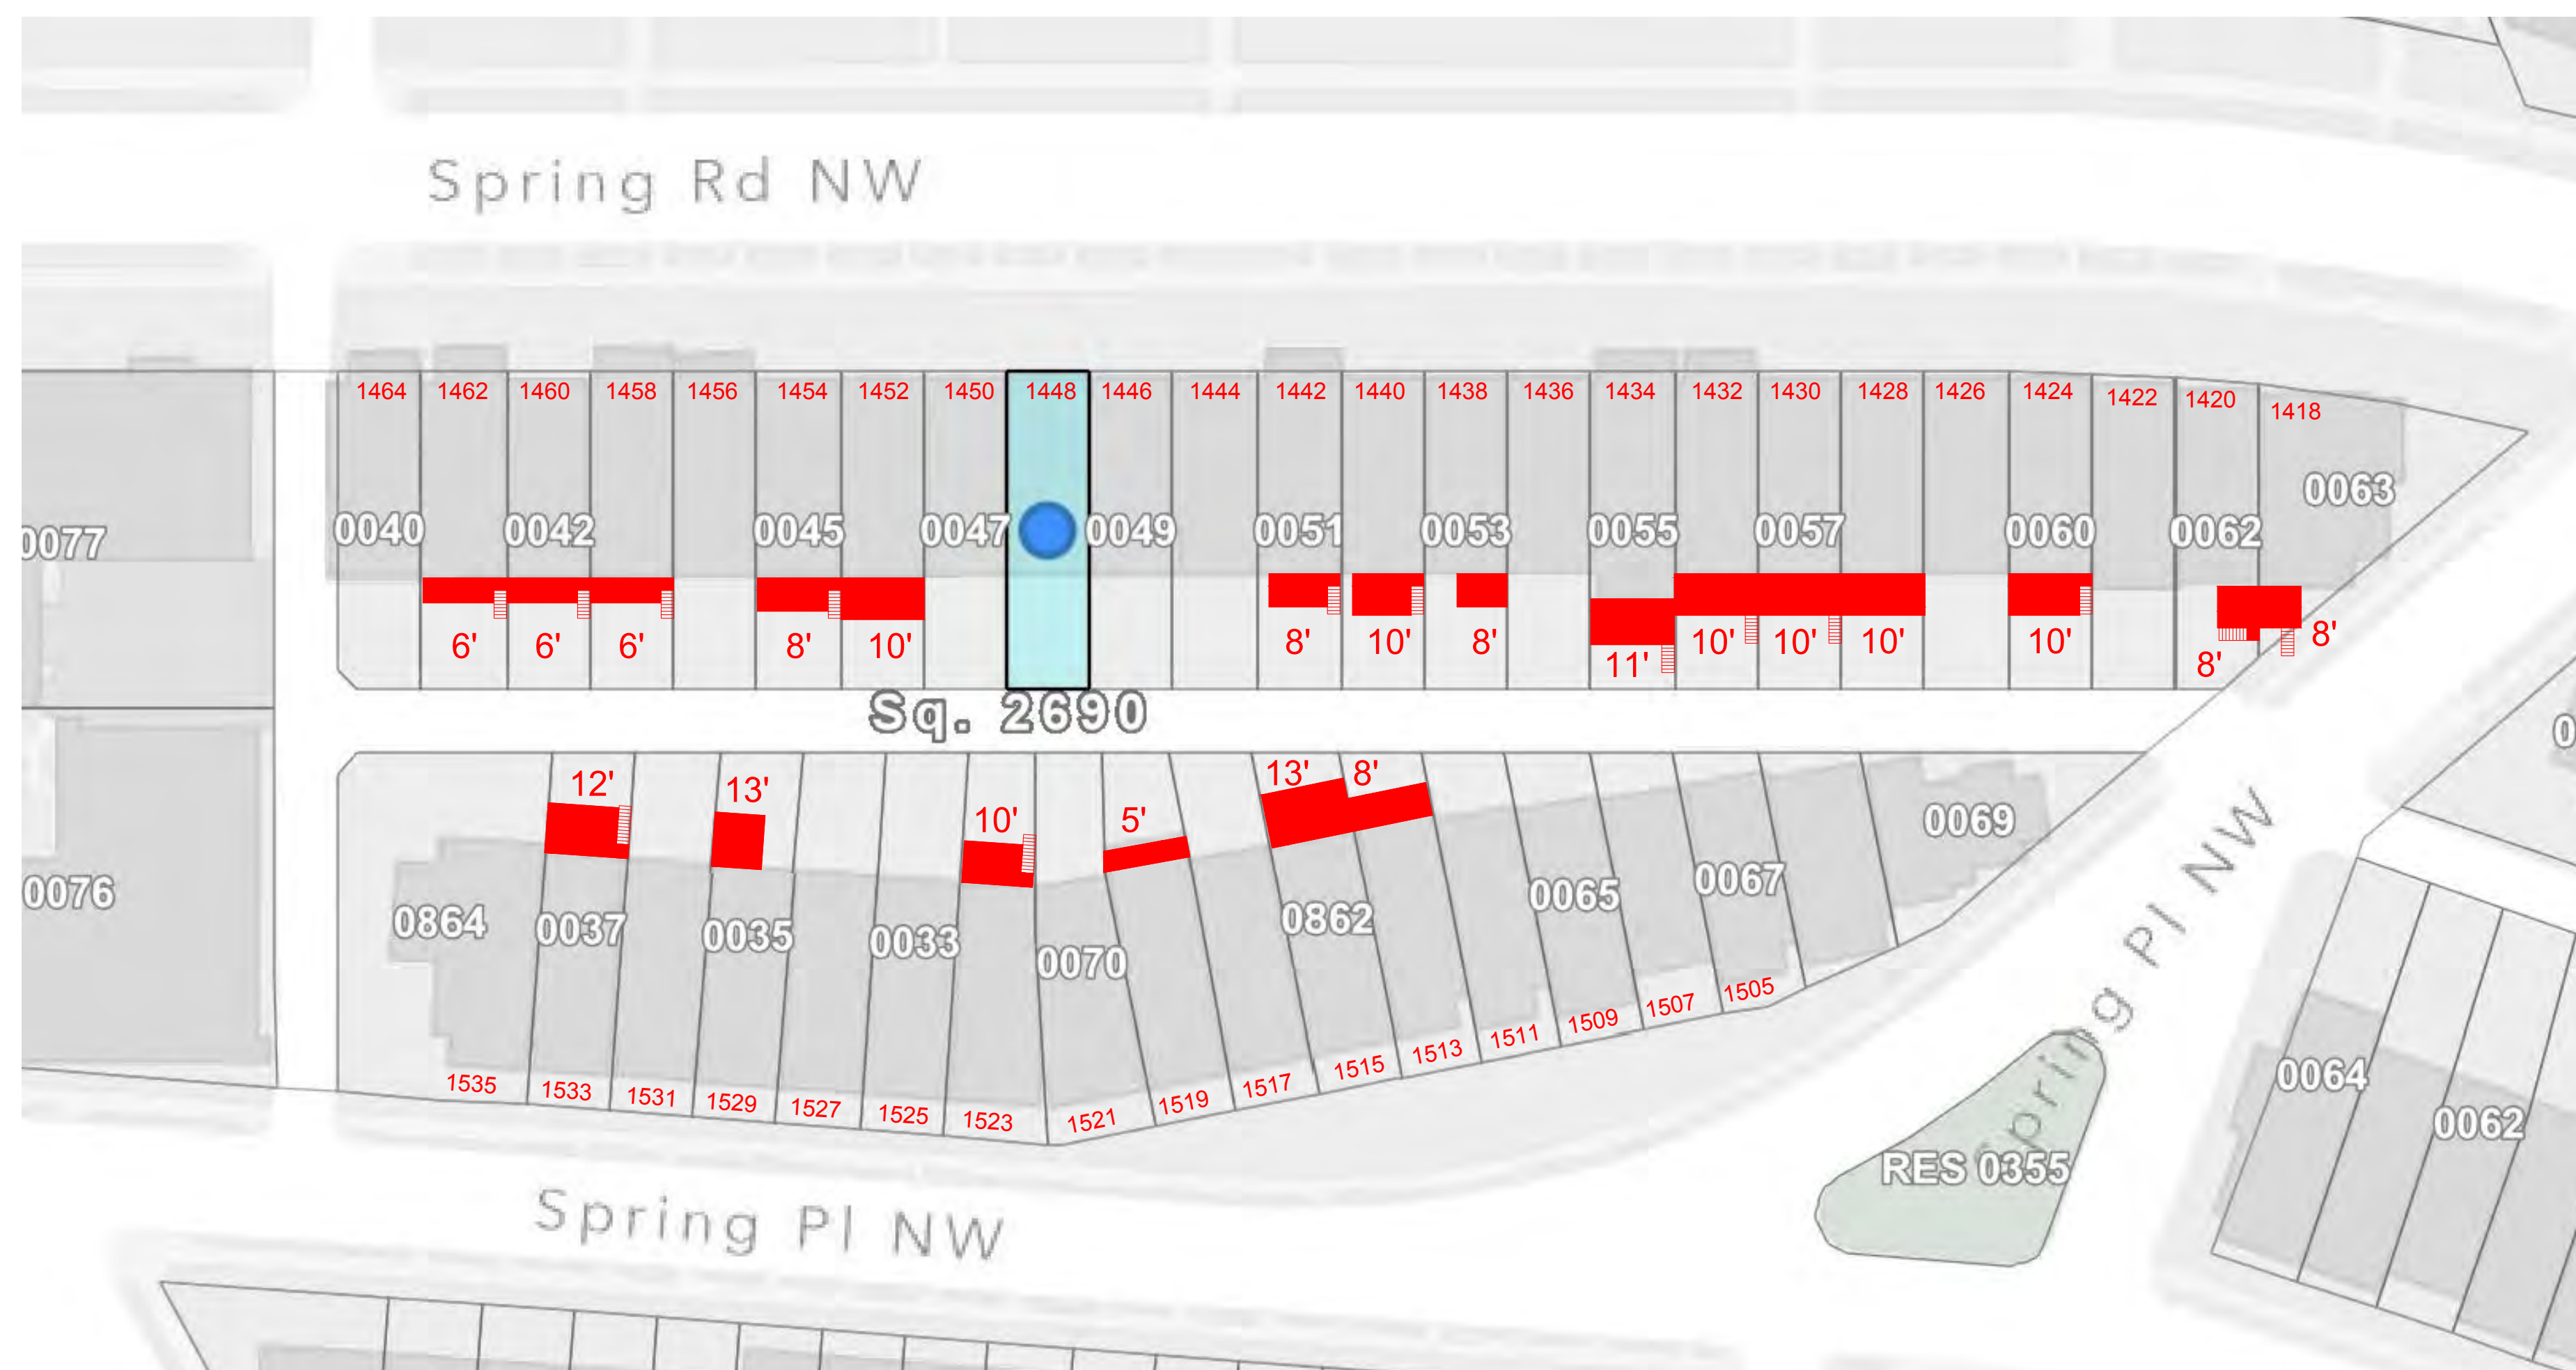 Spring Rd NW
1464 1462 1460 1458 1456 1454 1452 1450 1448 1446 1444 1442 1440 1438 1436 1434 1432 1430 1428 1426 1424 1422 1420 1418
0077 0040 0042 0045 0047 0049 0051 0053 0055 0057 0060 0062 0063
6' 6' 6' 8' 10' 8' 10' 8' 11' 10' 10' 10' 10' 8' 8'
Sq. 2690
12' 13' 10' 5' 13' 8'
0076 0864 0037 0035 0033 0070 0862 0065 0067 0069
1535 1533 1531 1529 1527 1525 1523 1521 1519 1517 1515 1513 1511 1509 1507 1505
Spring Pl NW
Spring Pl NW
RES 0355
0064
0062